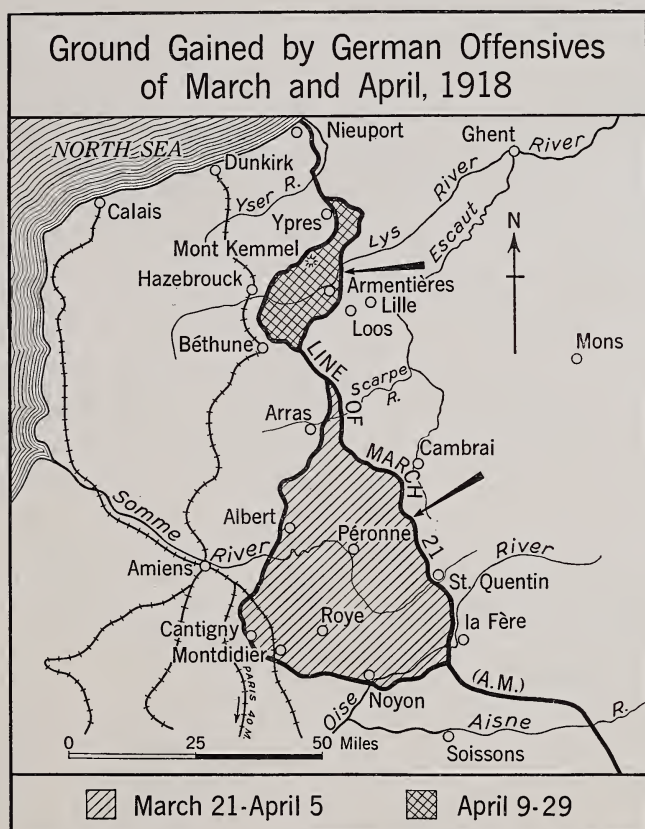 Ground Gained by German Offensives
of March and April, 1918
NORTH SEA
Nieuport
Ghent
River
Dunkirk
Calais
Yser R.
Ypres
Lys
River
Escaut
N
Mont Kemmel
Hazebrouck
Armentières
Lille
Loos
Béthune
Mons
LINE OF MARCH 21
Scarpe
R.
Arras
Cambrai
Somme
River
Albert
Péronne
River
Amiens
St. Quentin
Cantigny
Roye
la Fère
Montdidier
PARIS 40 M.
Noyon
(A.M.)
Oise
Aisne
R.
Soissons
0 25 50 Miles
March 21-April 5
April 9-29